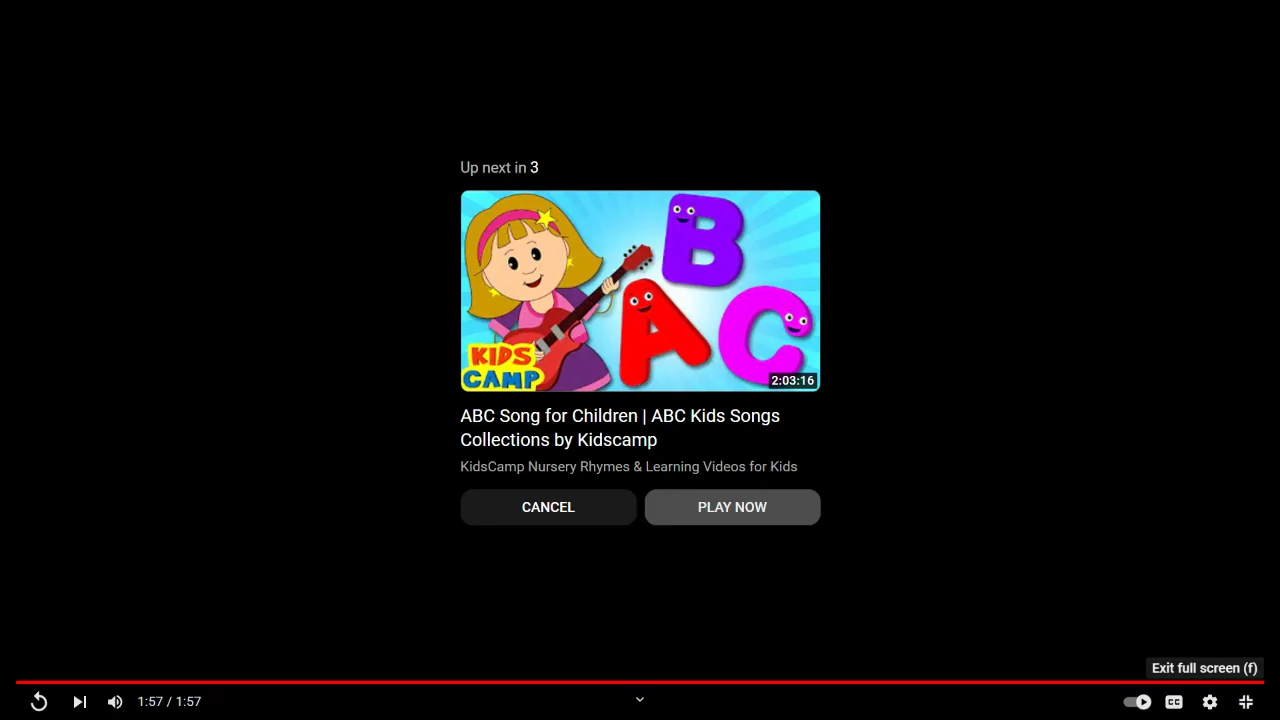 Up next in 3
B
A
C
KIDS
CAMP
2:03:16
ABC Song for Children | ABC Kids Songs
Collections by Kidscamp
KidsCamp Nursery Rhymes & Learning Videos for Kids
CANCEL
PLAY NOW
Exit full screen (f)
1:57 / 1:57
CC